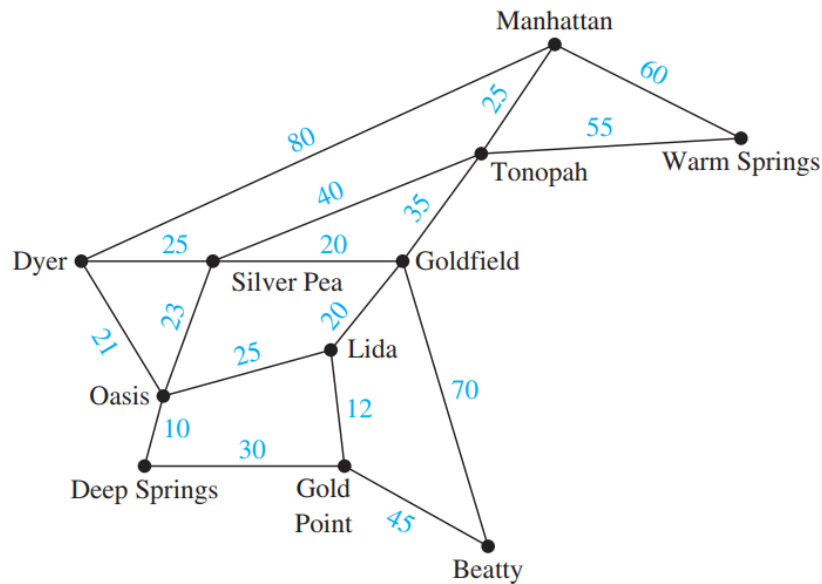 Manhattan
60
25
80
55
Warm Springs
Tonopah
40
35
Dyer
25
20
Goldfield
Silver Pea
23
20
21
25
Lida
Oasis
70
12
10
30
Deep Springs
Gold
Point
45
Beatty